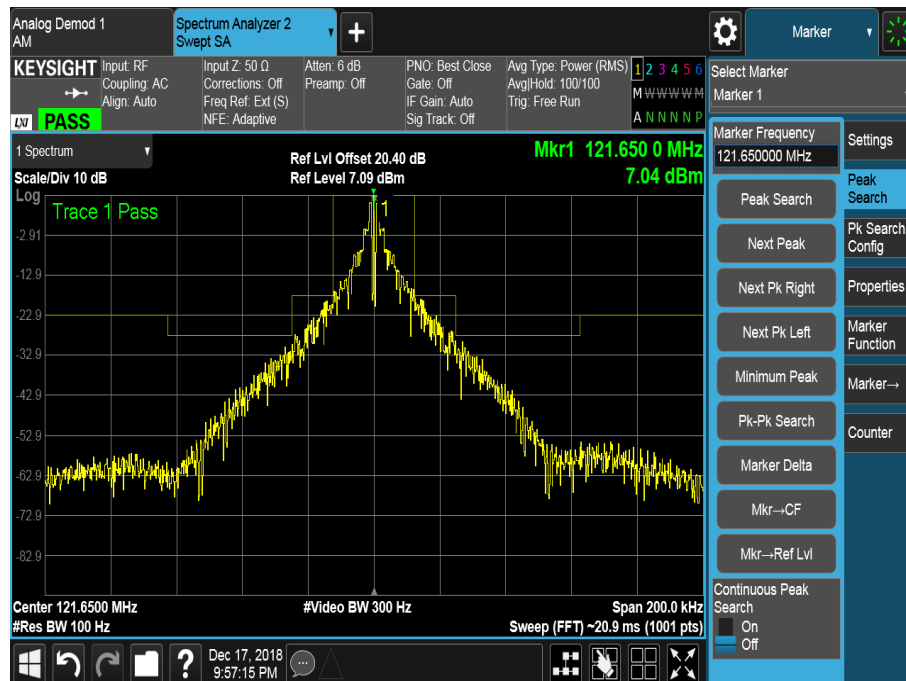 Analog Demod 1
AM
Spectrum Analyzer 2
Swept SA
Marker
KEYSIGHT
Input: RF
Coupling: AC
Align: Auto
Input Z: 50 Ω
Corrections: Off
Freq Ref: Ext (S)
NFE: Adaptive
Atten: 6 dB
Preamp: Off
PNO: Best Close
Gate: Off
IF Gain: Auto
Sig Track: Off
Avg Type: Power (RMS)
Avg|Hold: 100/100
Trig: Free Run
1 2 3 4 5 6
M W W W W W
A N N N N P
LXI PASS
Select Marker
Marker 1
1 Spectrum
Scale/Div 10 dB
Ref Lvl Offset 20.40 dB
Ref Level 7.09 dBm
Mkr1 121.650 0 MHz
7.04 dBm
Log
Trace 1 Pass
1
-2.91
-12.9
-22.9
-32.9
-42.9
-52.9
-62.9
-72.9
-82.9
Center 121.6500 MHz
#Res BW 100 Hz
#Video BW 300 Hz
Span 200.0 kHz
Sweep (FFT) ~20.9 ms (1001 pts)
Marker Frequency
121.650000 MHz
Peak Search
Next Peak
Next Pk Right
Next Pk Left
Minimum Peak
Pk-Pk Search
Marker Delta
Mkr→CF
Mkr→Ref Lvl
Continuous Peak
Search
On
Off
Settings
Peak
Search
Pk Search
Config
Properties
Marker
Function
Marker→
Counter
?
Dec 17, 2018
9:57:15 PM